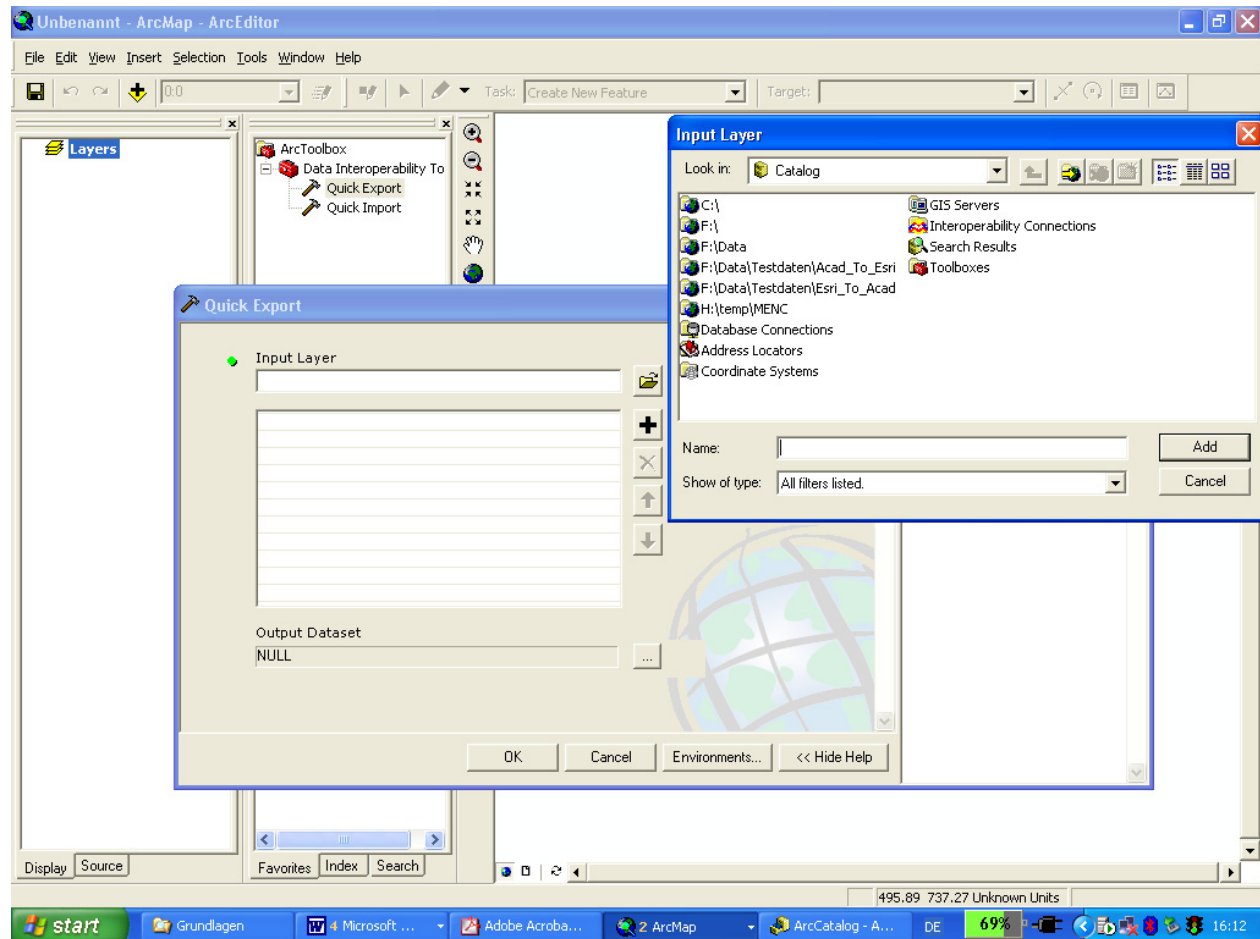 Unbenannt - ArcMap - ArcEditor
File Edit View Insert Selection Tools Window Help
0:0
Task: Create New Feature
Target:
Layers
ArcToolbox
Data Interoperability To
Quick Export
Quick Import
Input Layer
Look in: Catalog
C:\
F:\
F:\Data
F:\Data\Testdaten\Acad_To_Esri
F:\Data\Testdaten\Esri_To_Acad
H:\temp\MENC
Database Connections
Address Locators
Coordinate Systems
GIS Servers
Interoperability Connections
Search Results
Toolboxes
Name:
Add
Show of type: All filters listed.
Cancel
Quick Export
Input Layer
Output Dataset
NULL
...
OK Cancel Environments... << Hide Help
Display Source
Favorites Index Search
495.89 737.27 Unknown Units
start Grundlagen 4 Microsoft ... Adobe Acroba... 2 ArcMap ArcCatalog - A... DE 69% 16:12